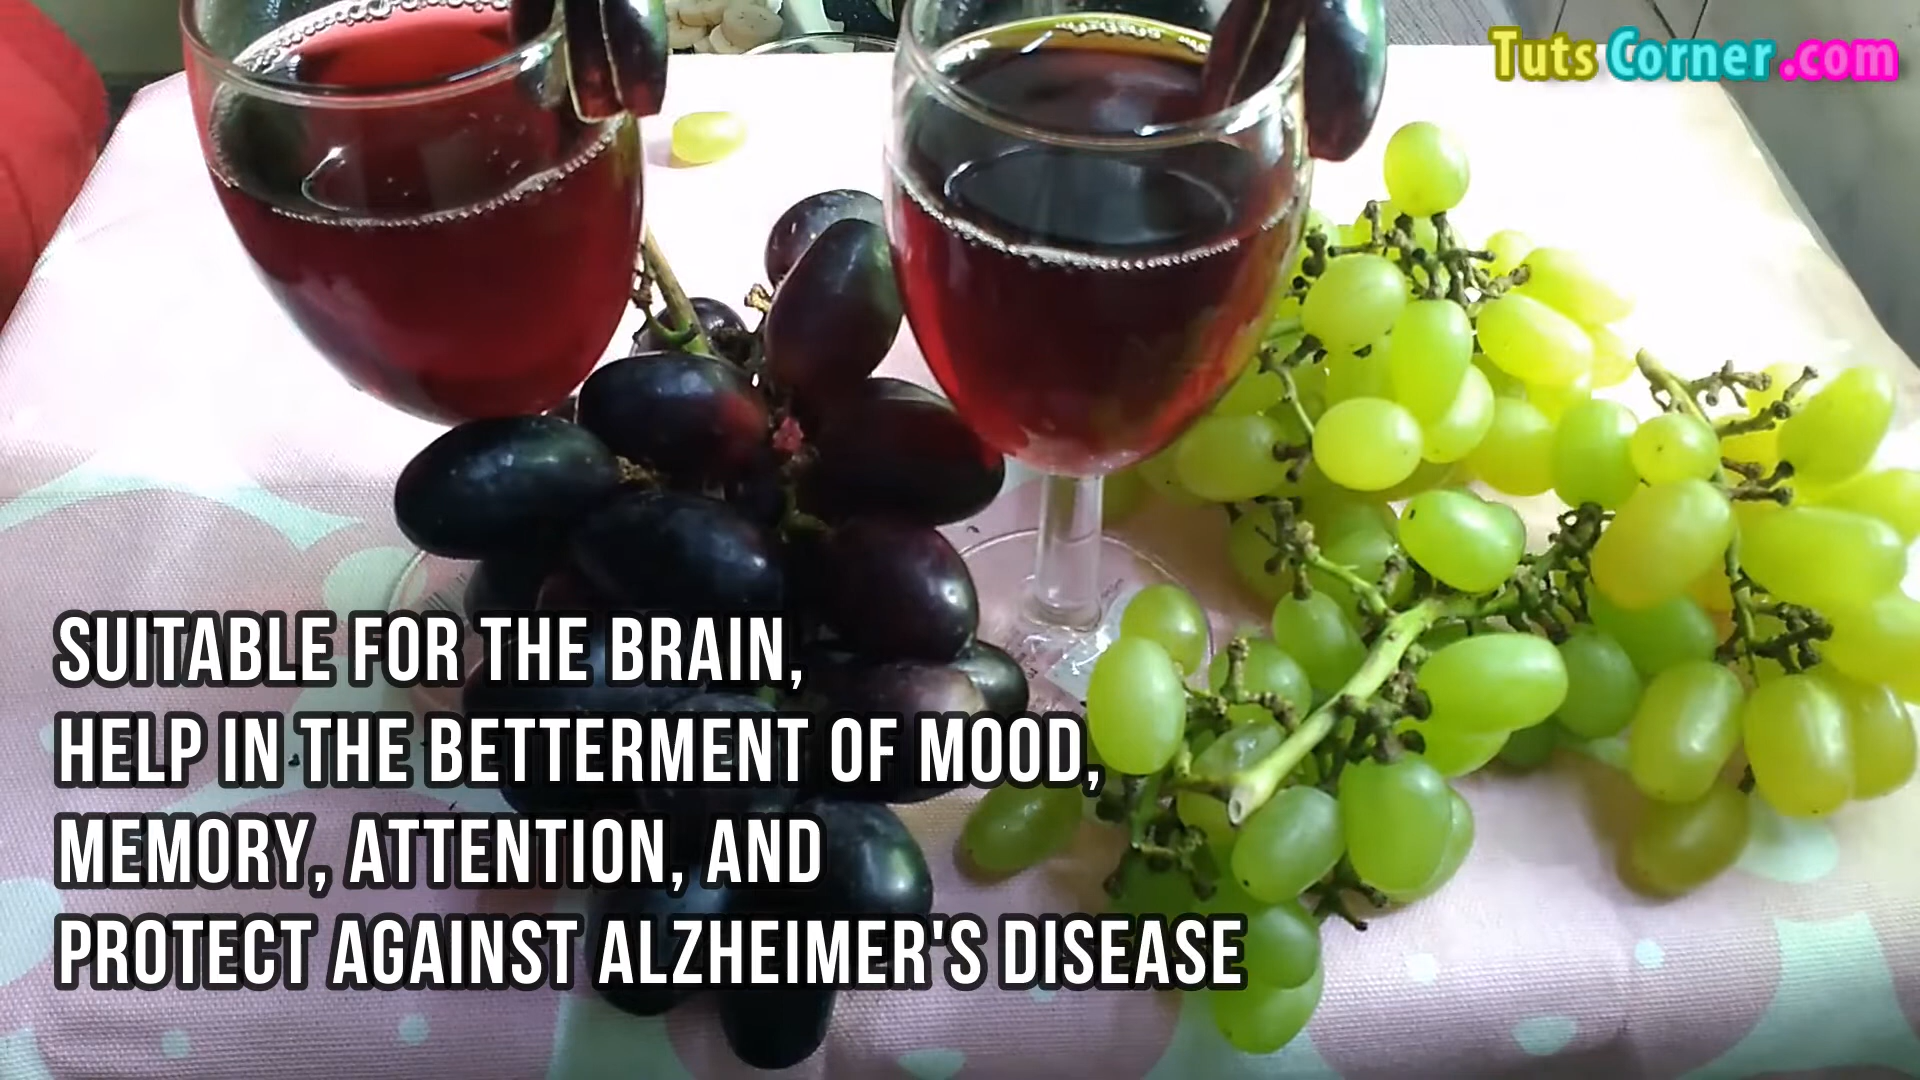 Tuts Corner.com
SUITABLE FOR THE BRAIN,
HELP IN THE BETTERMENT OF MOOD,
MEMORY, ATTENTION, AND
PROTECT AGAINST ALZHEIMER'S DISEASE